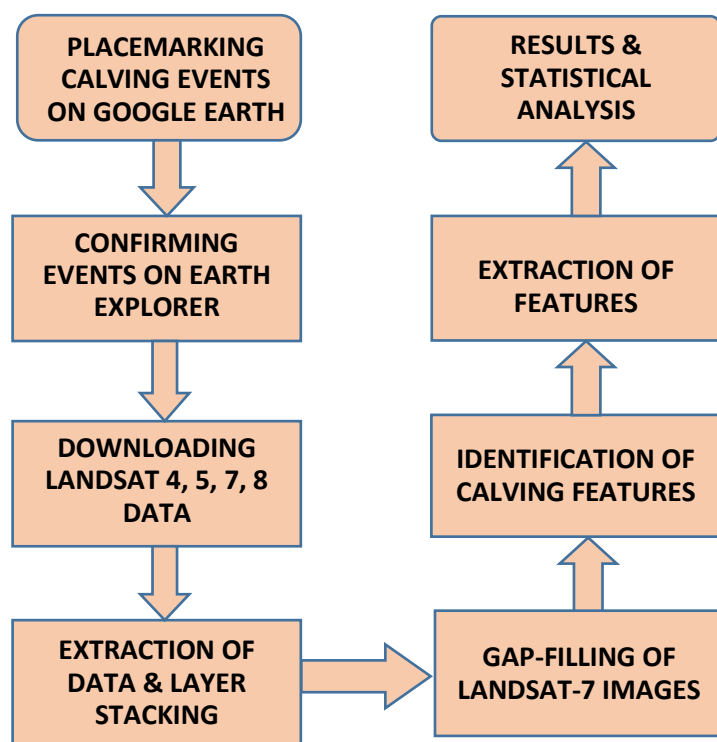 PLACEMARKING
CALVING EVENTS
ON GOOGLE EARTH
CONFIRMING
EVENTS ON EARTH
EXPLORER
DOWNLOADING
LANDSAT 4, 5, 7, 8
DATA
EXTRACTION OF
DATA & LAYER
STACKING
GAP-FILLING OF
LANDSAT-7 IMAGES
IDENTIFICATION OF
CALVING FEATURES
EXTRACTION OF
FEATURES
RESULTS &
STATISTICAL
ANALYSIS